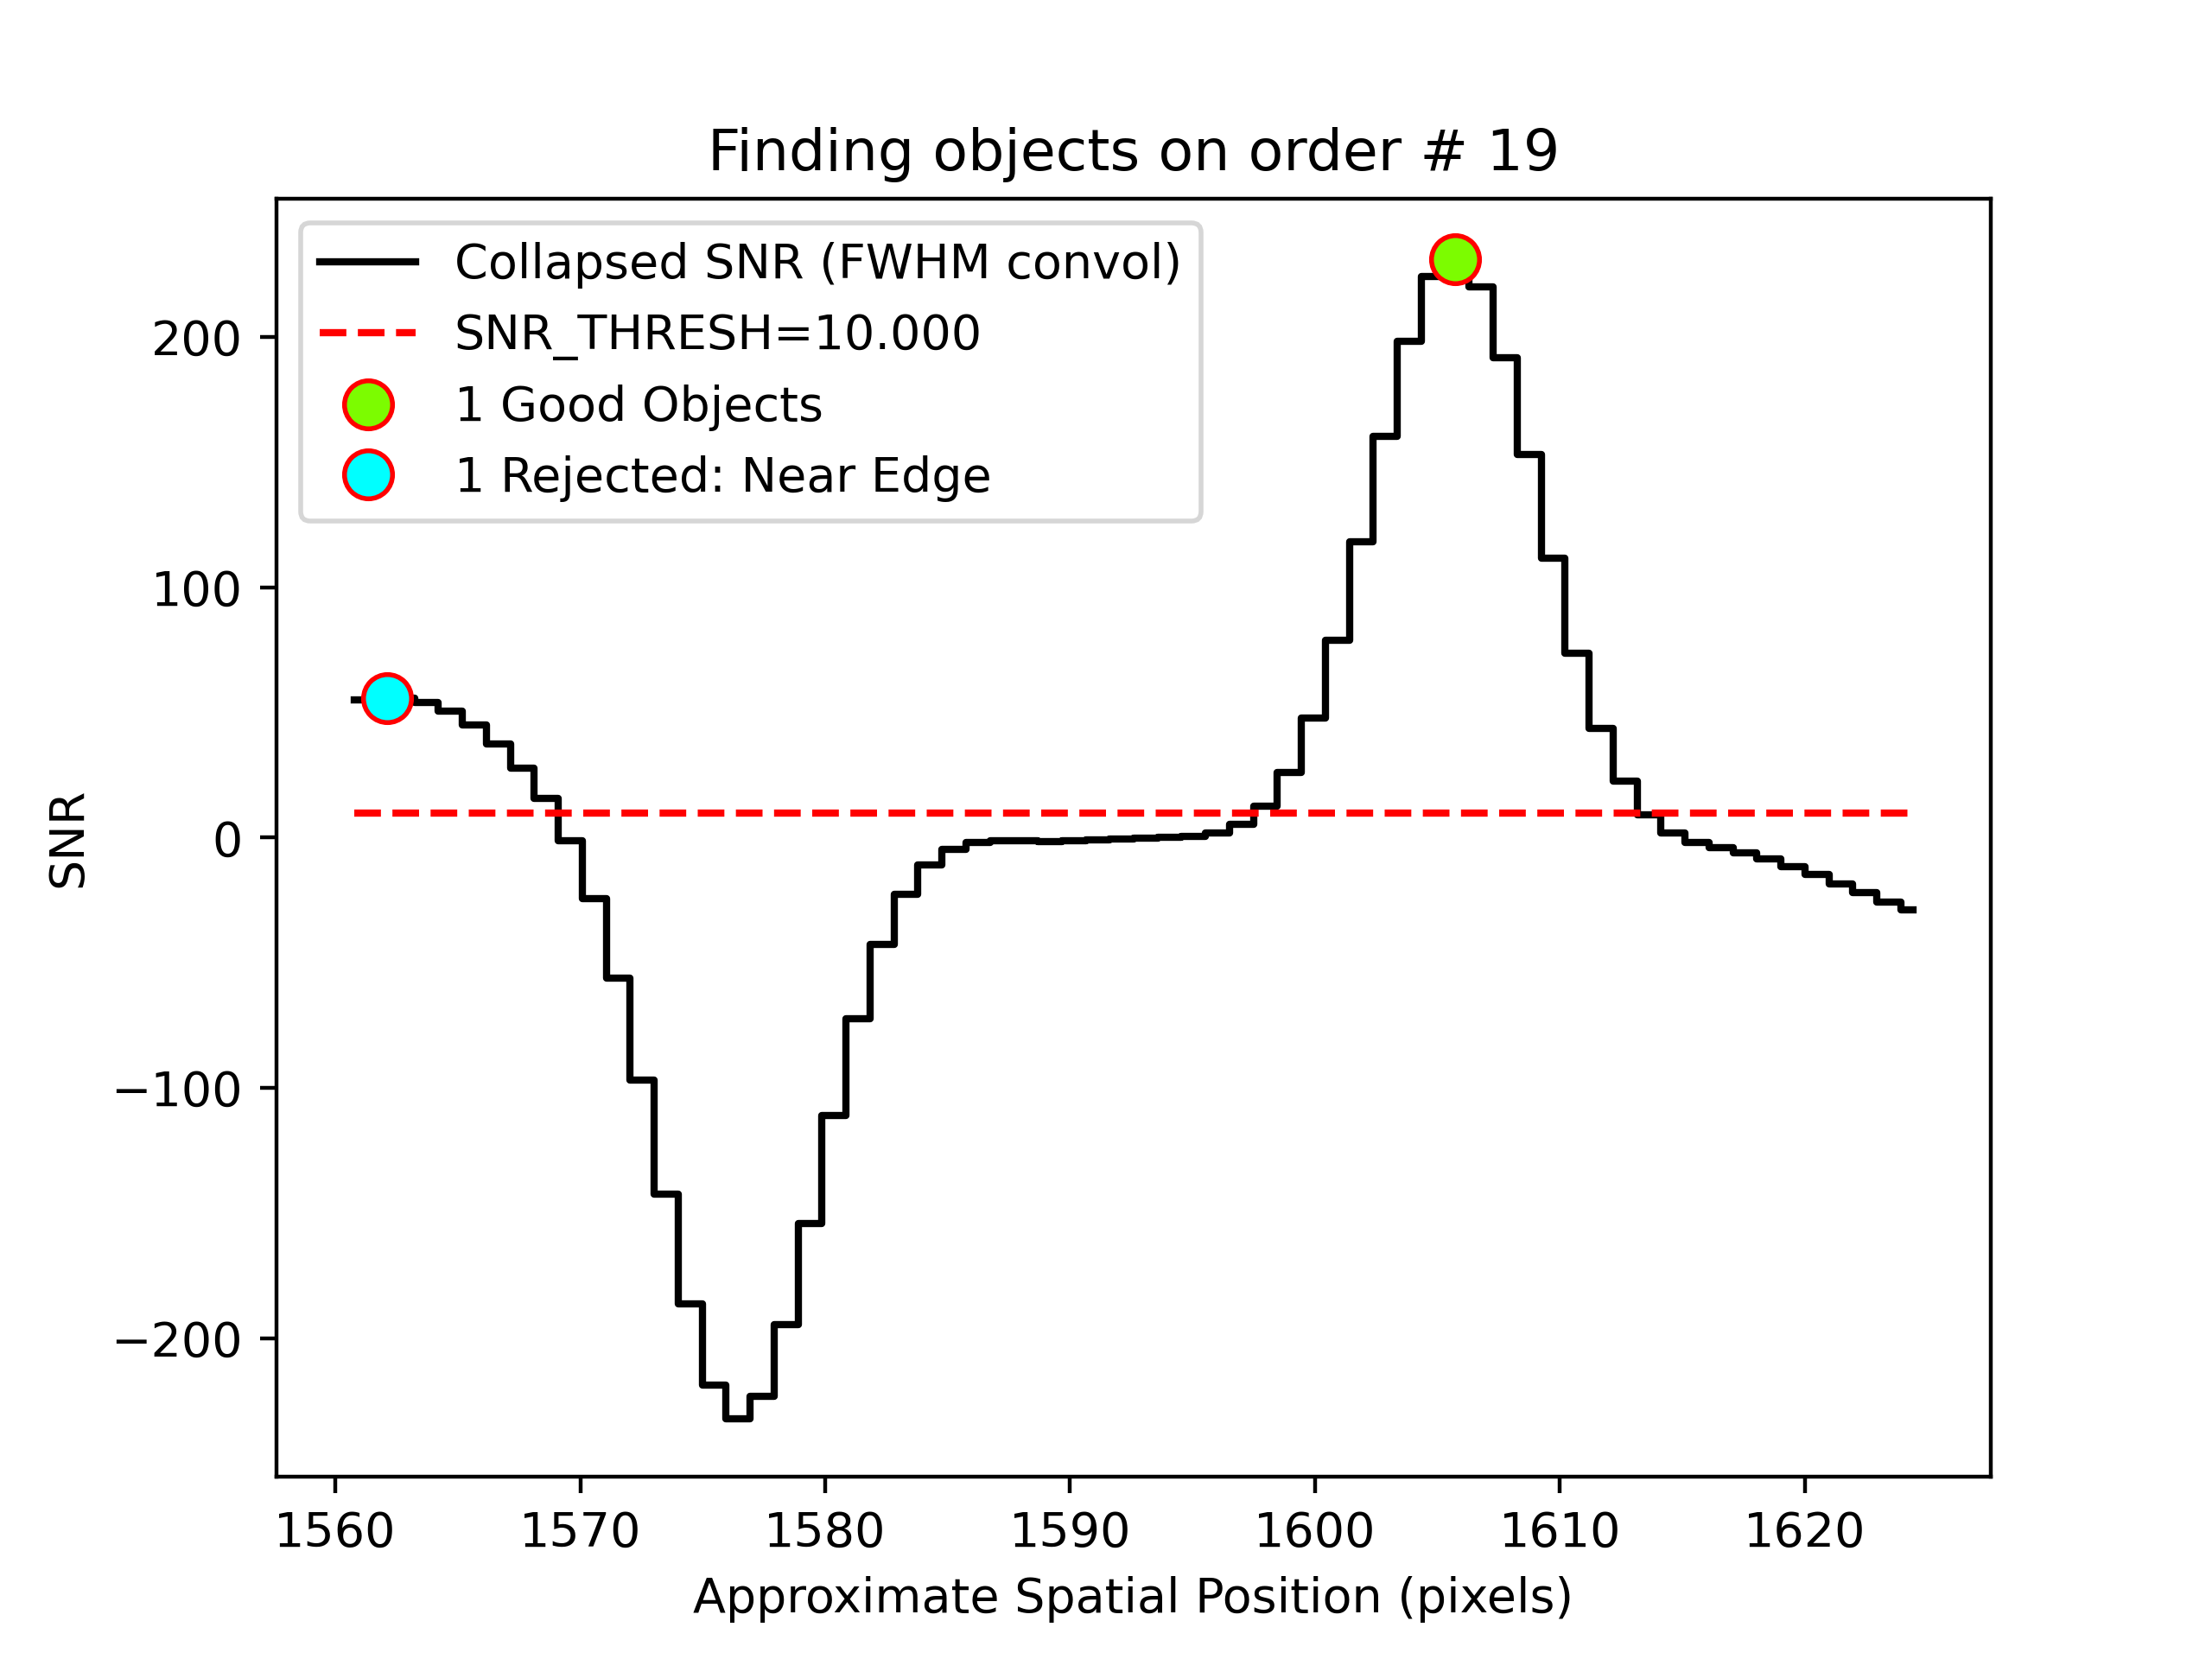 Finding objects on order # 19
Collapsed SNR (FWHM convol)
SNR_THRESH=10.000
1 Good Objects
1 Rejected: Near Edge
200
100
0
−100
−200
SNR
1560 1570 1580 1590 1600 1610 1620
Approximate Spatial Position (pixels)